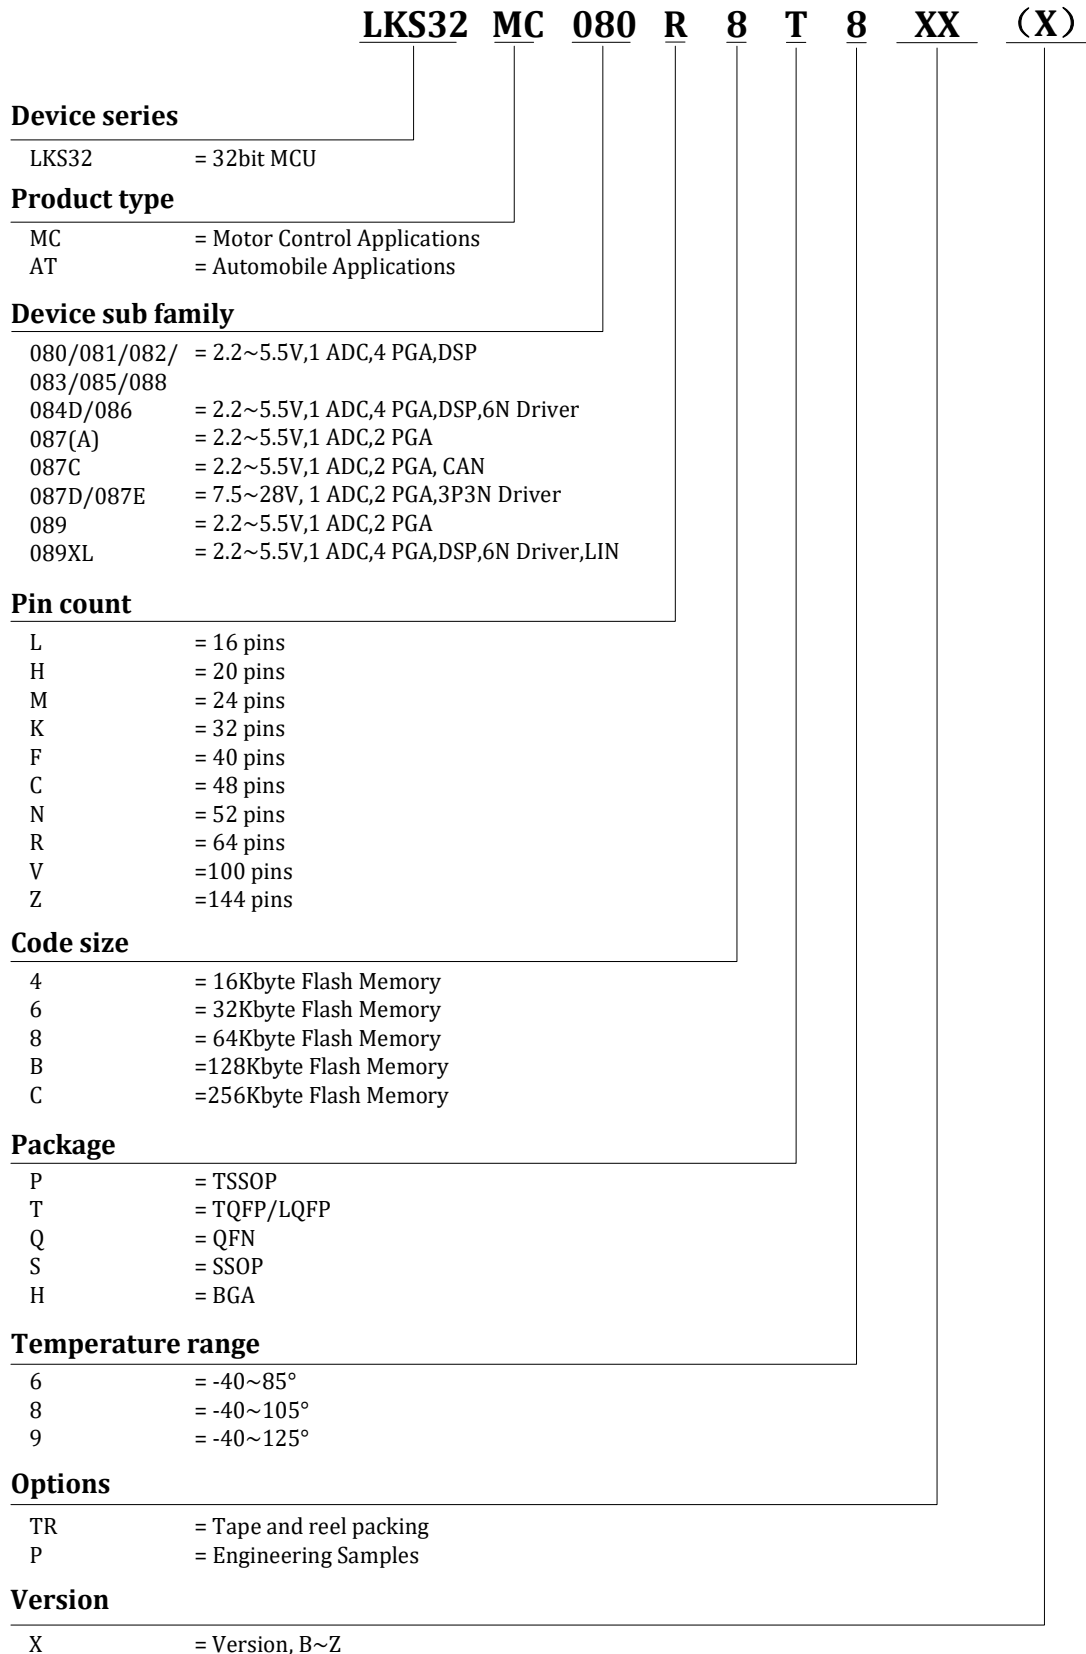 LKS32 MC 080 R 8 T 8 XX （X）
Device series
LKS32 = 32bit MCU
Product type
MC = Motor Control Applications
AT = Automobile Applications
Device sub family
080/081/082/ = 2.2~5.5V,1 ADC,4 PGA,DSP
083/085/088
084D/086 = 2.2~5.5V,1 ADC,4 PGA,DSP,6N Driver
087(A) = 2.2~5.5V,1 ADC,2 PGA
087C = 2.2~5.5V,1 ADC,2 PGA, CAN
087D/087E = 7.5~28V, 1 ADC,2 PGA,3P3N Driver
089 = 2.2~5.5V,1 ADC,2 PGA
089XL = 2.2~5.5V,1 ADC,4 PGA,DSP,6N Driver,LIN
Pin count
L = 16 pins
H = 20 pins
M = 24 pins
K = 32 pins
F = 40 pins
C = 48 pins
N = 52 pins
R = 64 pins
V =100 pins
Z =144 pins
Code size
4 = 16Kbyte Flash Memory
6 = 32Kbyte Flash Memory
8 = 64Kbyte Flash Memory
B =128Kbyte Flash Memory
C =256Kbyte Flash Memory
Package
P = TSSOP
T = TQFP/LQFP
Q = QFN
S = SSOP
H = BGA
Temperature range
6 = -40~85°
8 = -40~105°
9 = -40~125°
Options
TR = Tape and reel packing
P = Engineering Samples
Version
X = Version, B~Z